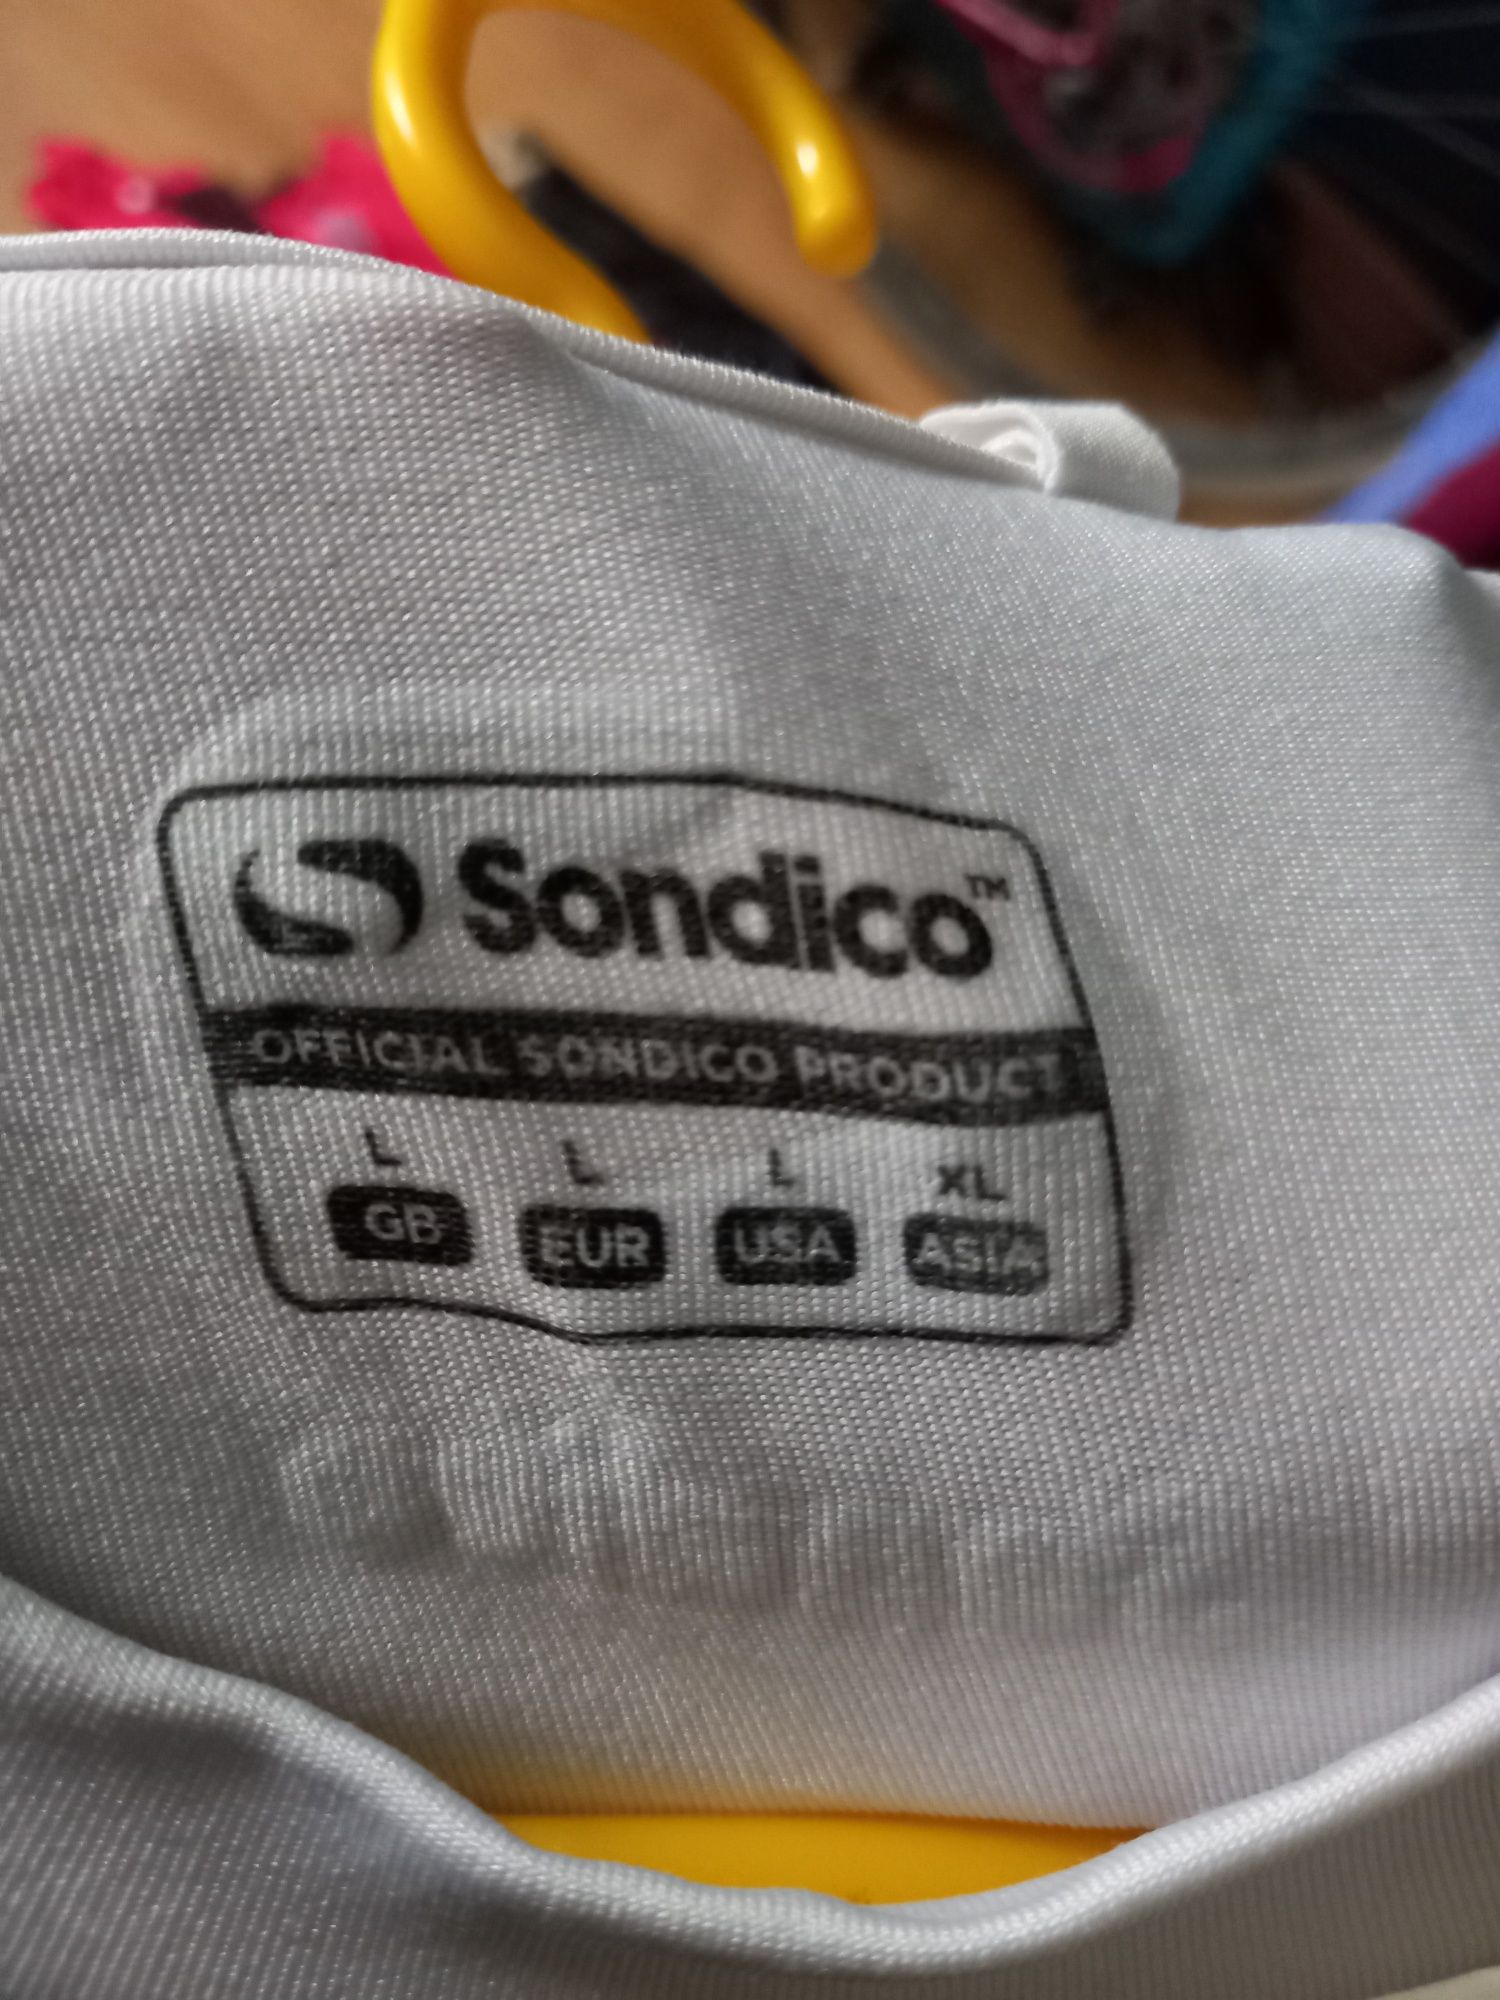 Sondico™
OFFICIAL SONDICO PRODUCT
L L L XL
GB EUR USA ASIA